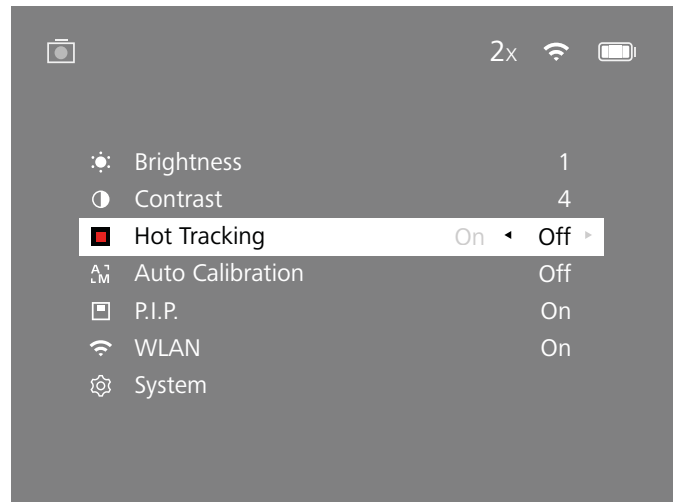 2x
Brightness 1
Contrast 4
Hot Tracking On Off
A M Auto Calibration Off
P.I.P. On
WLAN On
System